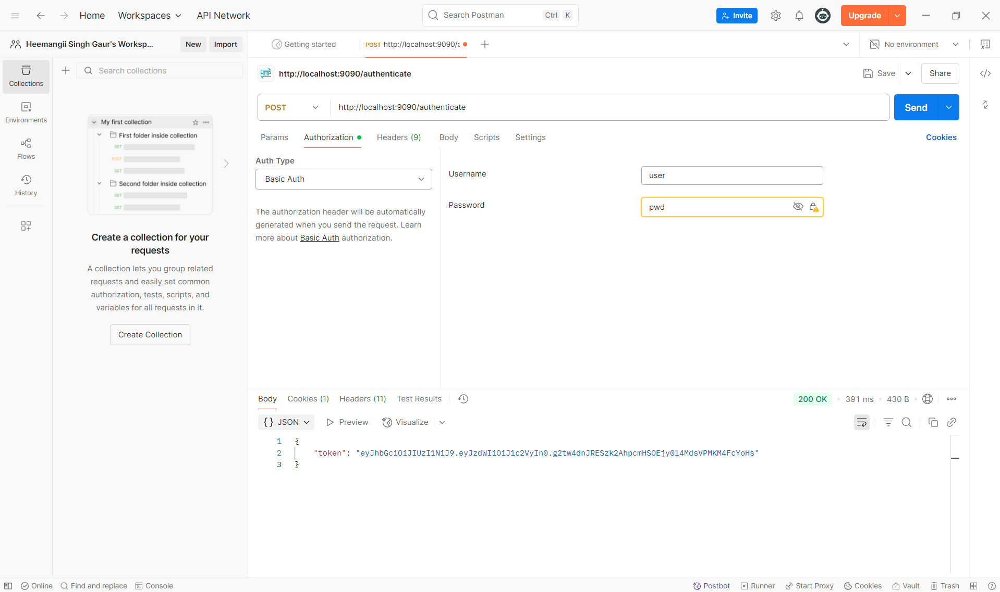 Home
Workspaces
API Network
Search Postman
Ctrl
K
Invite
Upgrade
Heemangii Singh Gaur's Worksp...
New
Import
Getting started
POST http://localhost:9090/a
No environment
Collections
Environments
Flows
History
Search collections
My first collection
First folder inside collection
GET
POST
GET
Second folder inside collection
GET
GET
Create a collection for your
requests
A collection lets you group related
requests and easily set common
authorization, tests, scripts, and
variables for all requests in it.
Create Collection
HTTP
http://localhost:9090/authenticate
Save
Share
POST
http://localhost:9090/authenticate
Send
Params
Authorization
Headers (9)
Body
Scripts
Settings
Cookies
Auth Type
Basic Auth
The authorization header will be automatically
generated when you send the request. Learn
more about Basic Auth authorization.
Username
user
Password
pwd
Body
Cookies (1)
Headers (11)
Test Results
200 OK
391 ms
430 B
{} JSON
Preview
Visualize
1 {
2 "token": "eyJhbGciOiJIUzI1NiJ9.eyJzdWIiOiJ1c2VyIn0.g2tw4dnJRESzk2AhpcmHSOEjy0l4MdsVPMKM4FcYoHs"
3 }
Online
Find and replace
Console
Postbot
Runner
Start Proxy
Cookies
Vault
Trash